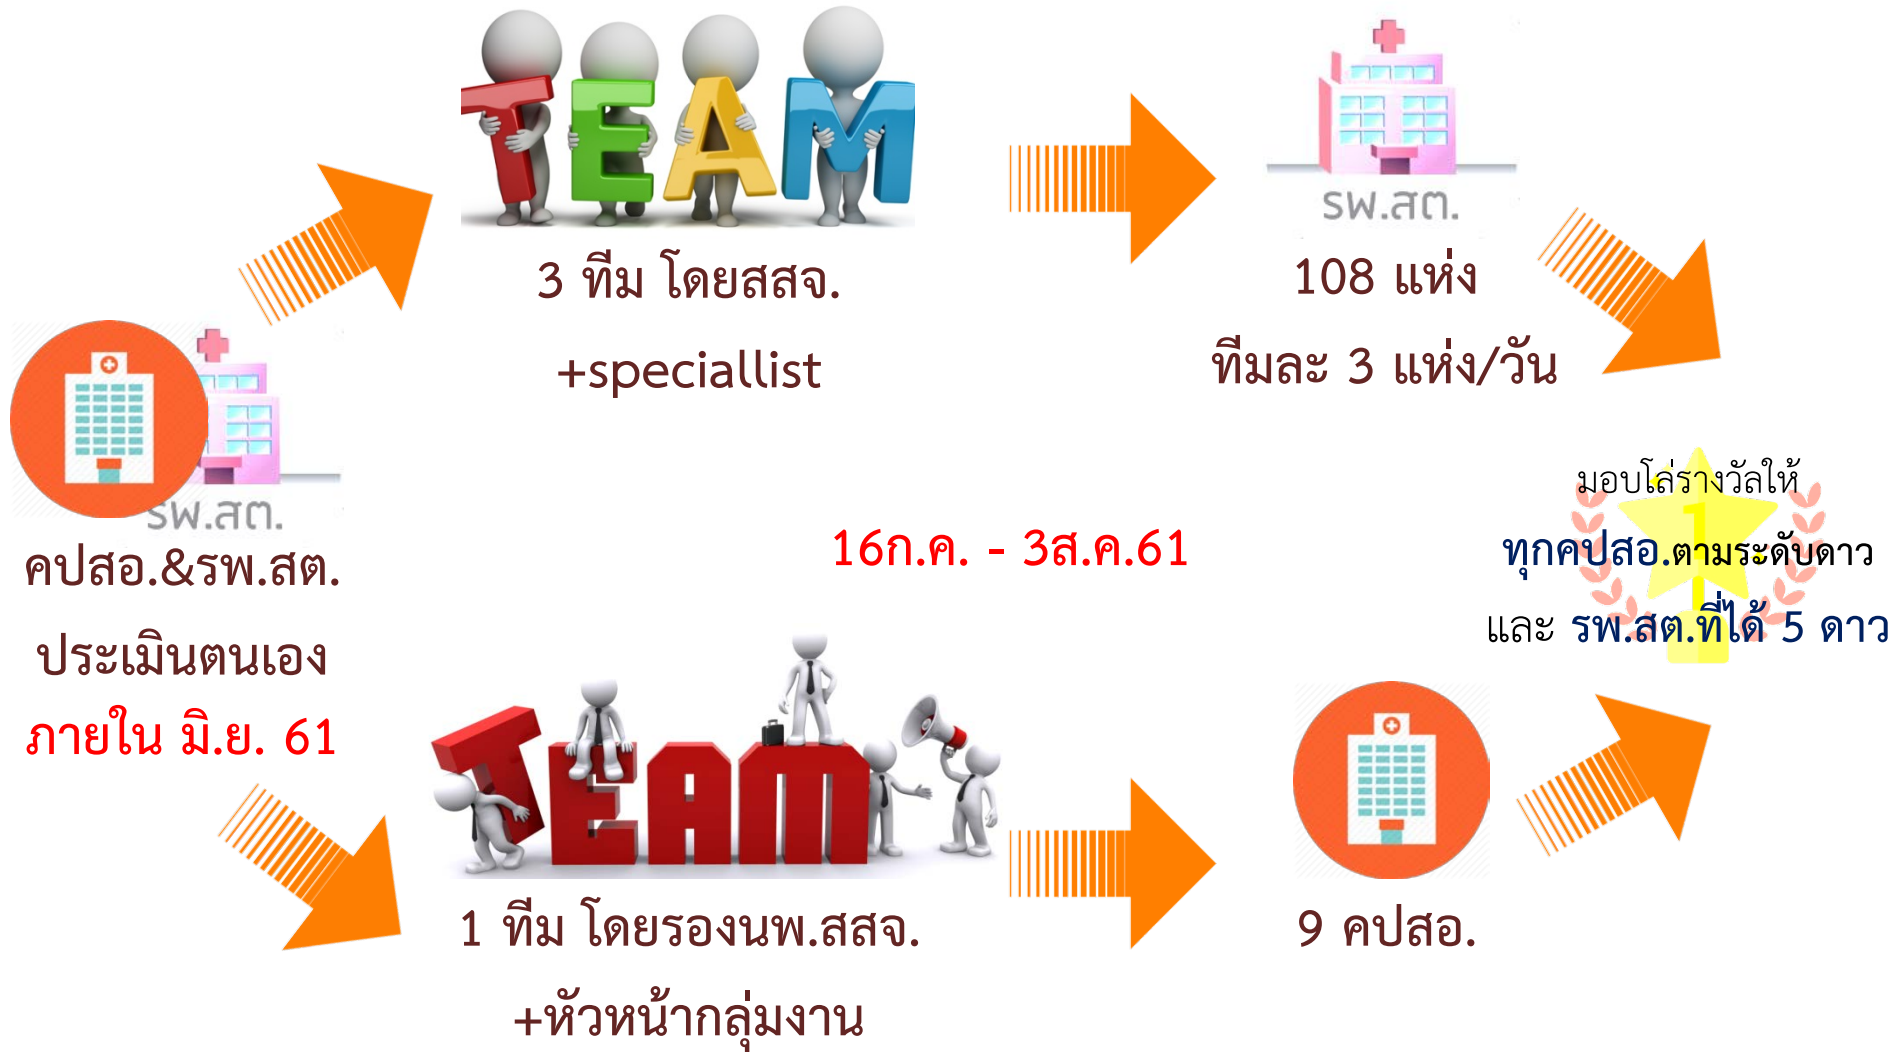 TEAM
รพ.สต.
3 ทีม โดยสสจ.
+speciallist
108 แห่ง
ทีมละ 3 แห่ง/วัน
รพ.สต.
คปสอ.&รพ.สต.
ประเมินตนเอง
ภายใน มิ.ย. 61
16ก.ค. - 3ส.ค.61
มอบโล่รางวัลให้
1
ทุกคปสอ.ตามระดับดาว
และ รพ.สต.ที่ได้ 5 ดาว
TEAM
1 ทีม โดยรองนพ.สสจ.
+หัวหน้ากลุ่มงาน
9 คปสอ.